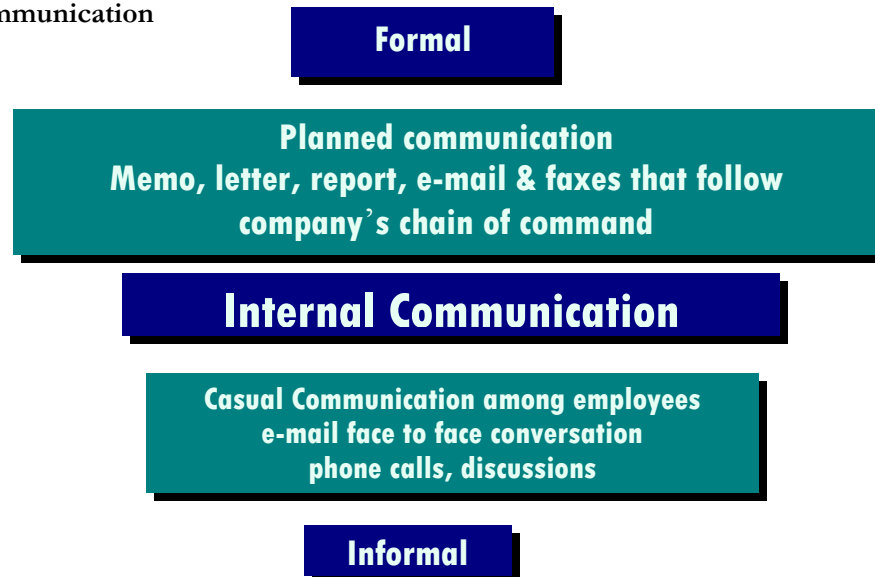 mmunication
Formal
Planned communication
Memo, letter, report, e-mail & faxes that follow
company’s chain of command
Internal Communication
Casual Communication among employees
e-mail face to face conversation
phone calls, discussions
Informal